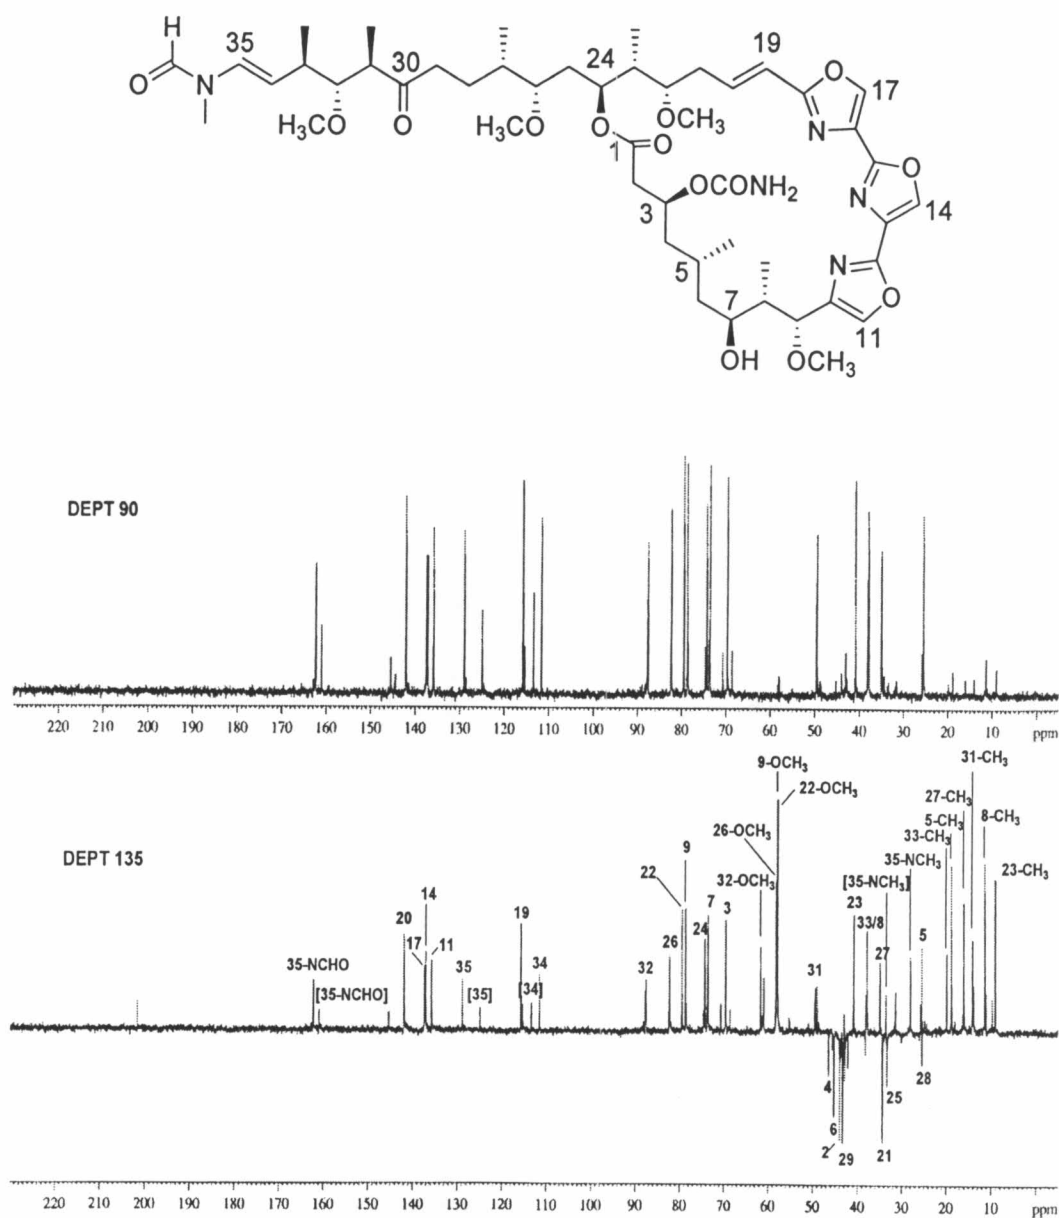 H
35
30
24
19
O
N
H3CO
O
H3CO
O
OCH3
N
O
17
1
O
OCONH2
3
N
O
14
5
N
O
7
11
OH
OCH3
DEPT 90
220 210 200 190 180 170 160 150 140 130 120 110 100 90 80 70 60 50 40 30 20 10 ppm
DEPT 135
31-CH3
9-OCH3
22-OCH3
27-CH3
26-OCH3
5-CH3
8-CH3
33-CH3
9
32-OCH3
35-NCH3
23-CH3
[35-NCH3]
22
14
7
23
20
19
3
33/8
17
11
24
5
26
27
35-NCHO
35
34
32
31
[35-NCHO]
[35]
[34]
4
28
25
6
2
29
21
220 210 200 190 180 170 160 150 140 130 120 110 100 90 80 70 60 50 40 30 20 10 ppm